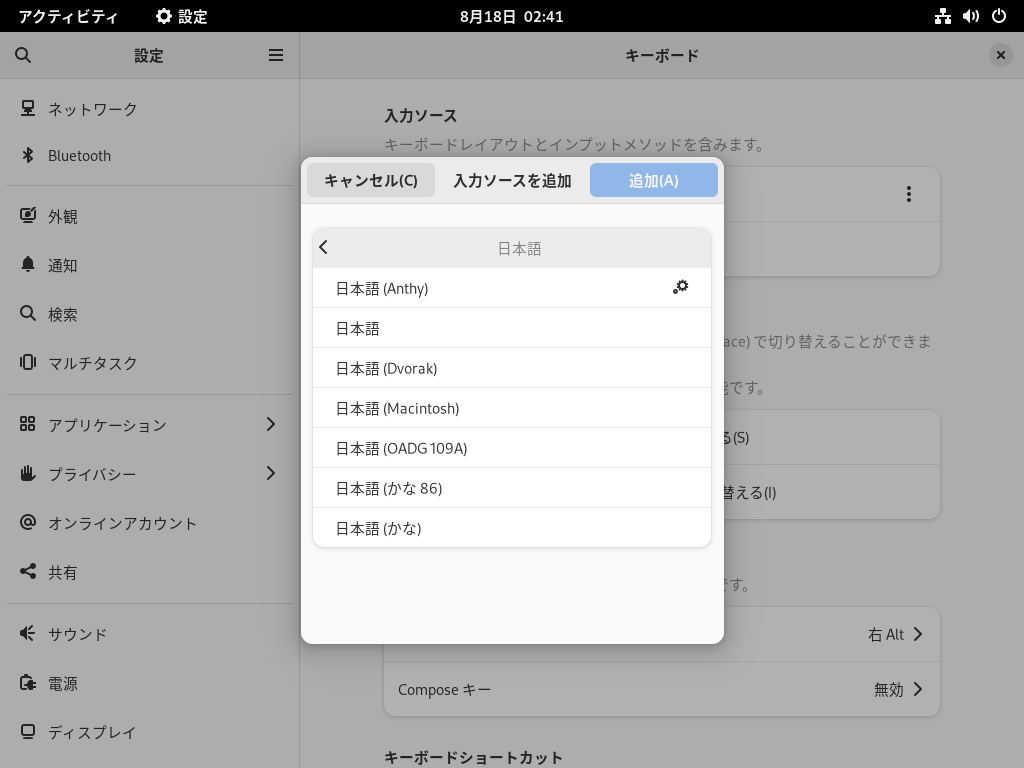 アクティビティ 設定 8月18日 02:41
設定
キーボード
ネットワーク
Bluetooth
外観
通知
検索
マルチタスク
アプリケーション
プライバシー
オンラインアカウント
共有
サウンド
電源
ディスプレイ
入力ソース
キーボードレイアウトとインプットメソッドを含みます。
キャンセル(C) 入力ソースを追加 追加(A)
日本語
日本語 (Anthy)
日本語
日本語 (Dvorak)
日本語 (Macintosh)
日本語 (OADG 109A)
日本語 (かな 86)
日本語 (かな)
ace) で切り替えることができま
です。
る(S)
替える(I)
です。
右 Alt
Compose キー 無効
キーボードショートカット